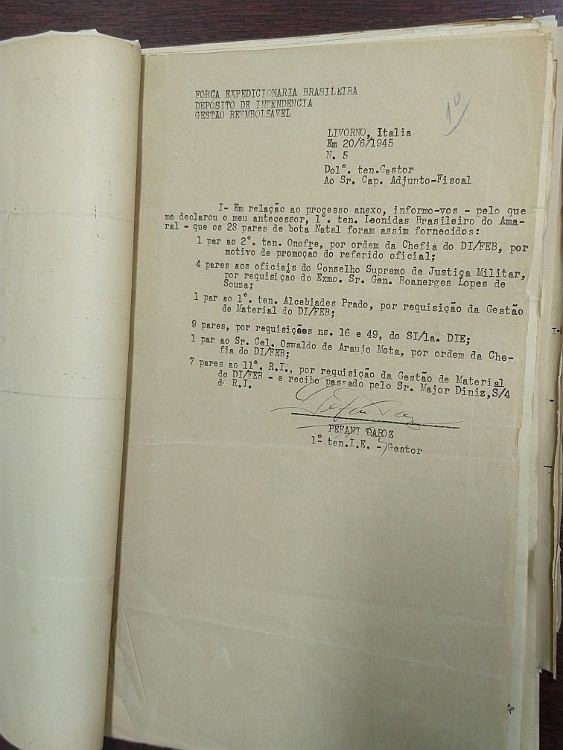 FORÇA EXPEDICIONARIA BRASILEIRA
DEPOSITO DE INTENDENCIA
GESTÃO REEMBOLSAVEL
1º
LIVORNO, Italia
Em 20/6/1945
N. 5
Do1º. ten.Gestor
Ao Sr. Cap. Adjunto-Fiscal
I- Em relação ao processo anexo, informo-vos - pelo que
me declarou o meu antecessor, 1º. ten. Leonidas Brasileiro do Ama-
ral - que os 23 pares de bota Natal foram assim fornecidos:
1 par ao 2º. ten. Onofre, por ordem da Chefia do DI/FEB, por
motivo de promoção do referido oficial;
4 pares aos oficiais do Conselho Supremo de Justiça Militar,
por requisição do Exmo. Sr. Gen. Boanerges Lopes de
Souza;
1 par ao 1º. ten. Alcebiades Prado, por requisição da Gestão
de Material do DI/FEB;
9 pares, por requisições ns. 16 e 49, do SI/1a. DIE;
1 par ao Sr. Cel. Oswaldo de Araujo Mota, por ordem da Che-
fia do DI/FEB;
7 pares ao 11º. R.I., por requisição da Gestão de Material
do DI/FEB - e recibo passado pelo Sr. Major Diniz,S/4
do R.I.
1º ten.I.E. - Gestor